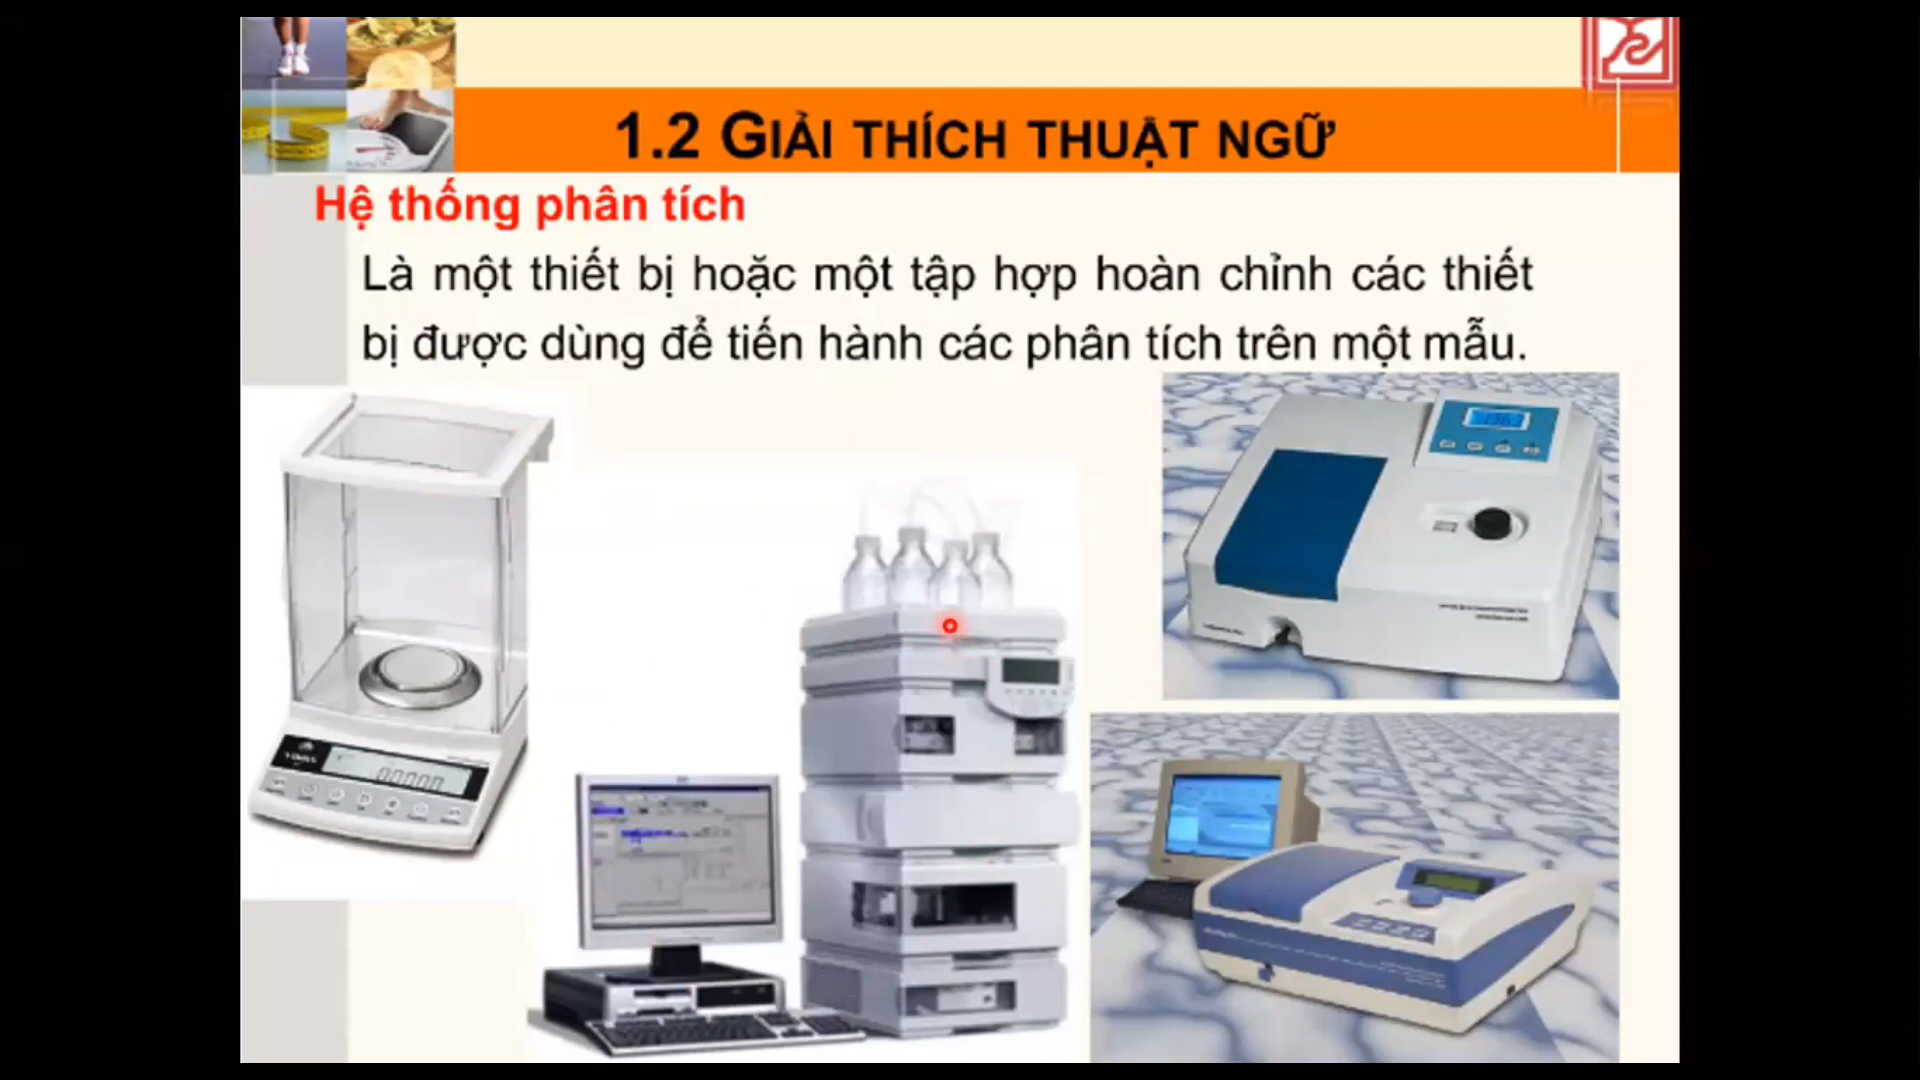 1.2 GIẢI THÍCH THUẬT NGỮ
Hệ thống phân tích
Là một thiết bị hoặc một tập hợp hoàn chỉnh các thiết
bị được dùng để tiến hành các phân tích trên một mẫu.